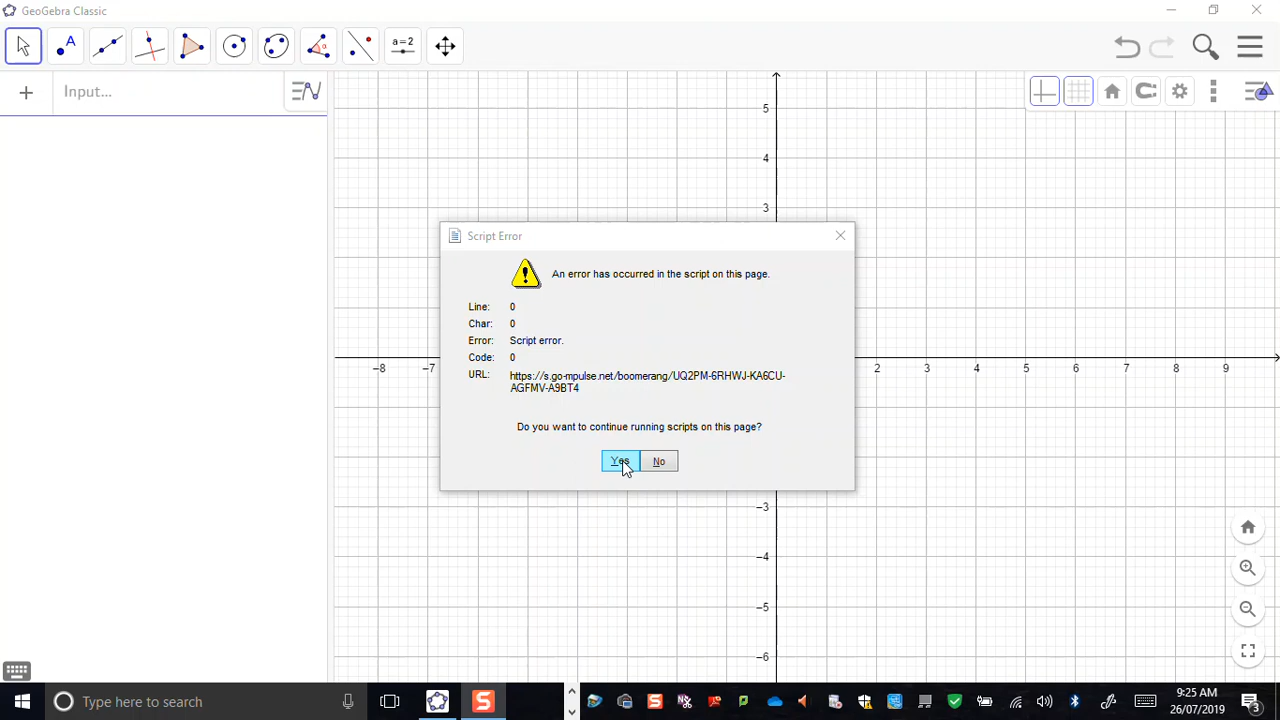 GeoGebra Classic
A
a=2
Input...
5
4
3
Script Error
An error has occurred in the script on this page.
Line: 0
Char: 0
Error: Script error.
Code: 0
URL: https://s.go-mpulse.net/boomerang/UQ2PM-6RHWJ-KA6CU-
AGFMV-A9BT4
Do you want to continue running scripts on this page?
Yes No
-8 -7 2 3 4 5 6 7 8 9
-3
-4
-5
-6
Type here to search
9:25 AM
26/07/2019
3